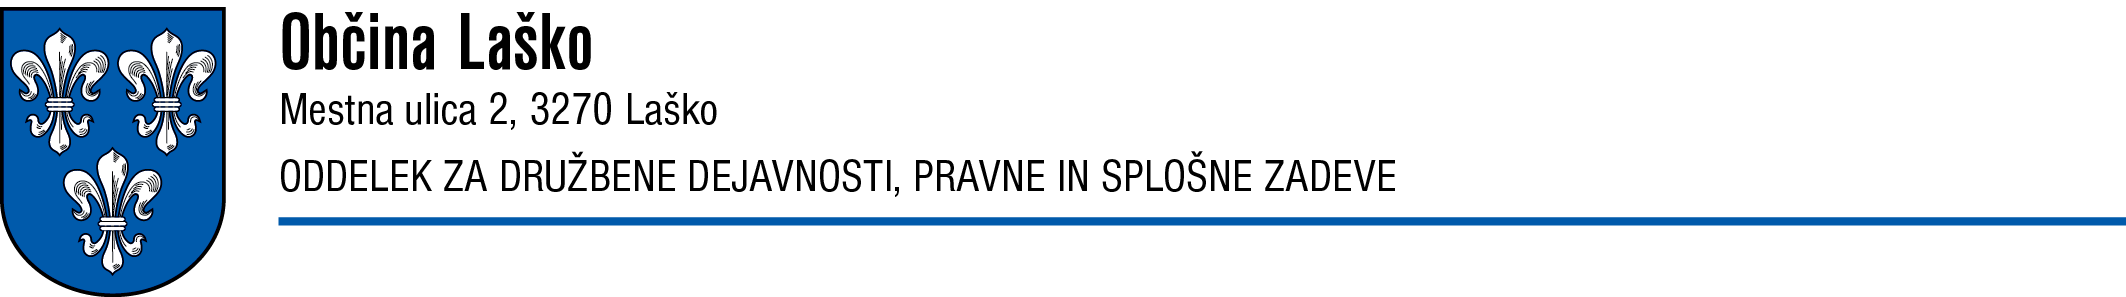 Občina Laško
Mestna ulica 2, 3270 Laško
ODDELEK ZA DRUŽBENE DEJAVNOSTI, PRAVNE IN SPLOŠNE ZADEVE